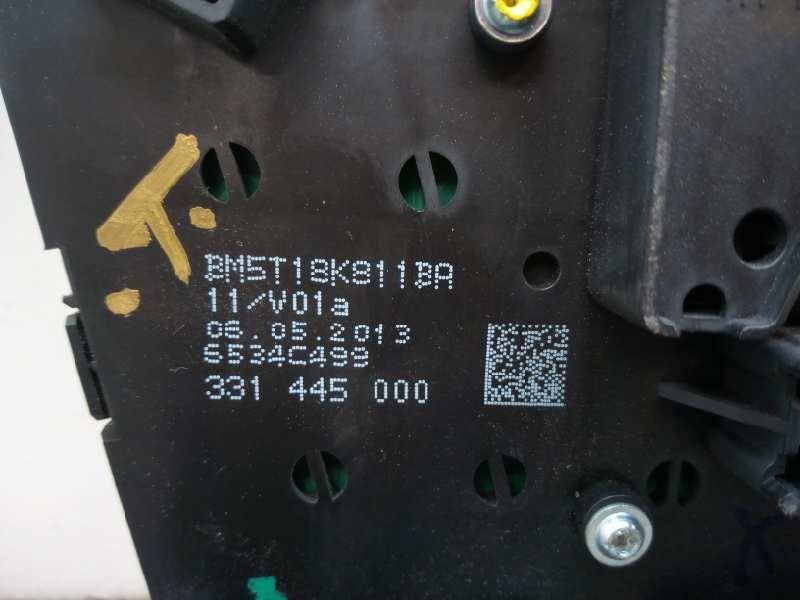 BM5T18K811BA
11/V01a
06.05.2013
6534C499
331 445 000